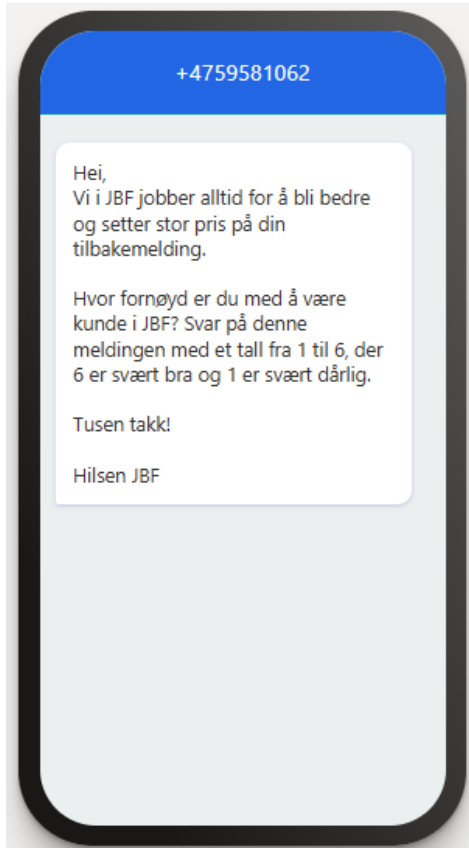 +4759581062
Hei,
Vi i JBF jobber alltid for å bli bedre
og setter stor pris på din
tilbakemelding.
Hvor fornøyd er du med å være
kunde i JBF? Svar på denne
meldingen med et tall fra 1 til 6, der
6 er svært bra og 1 er svært dårlig.
Tusen takk!
Hilsen JBF